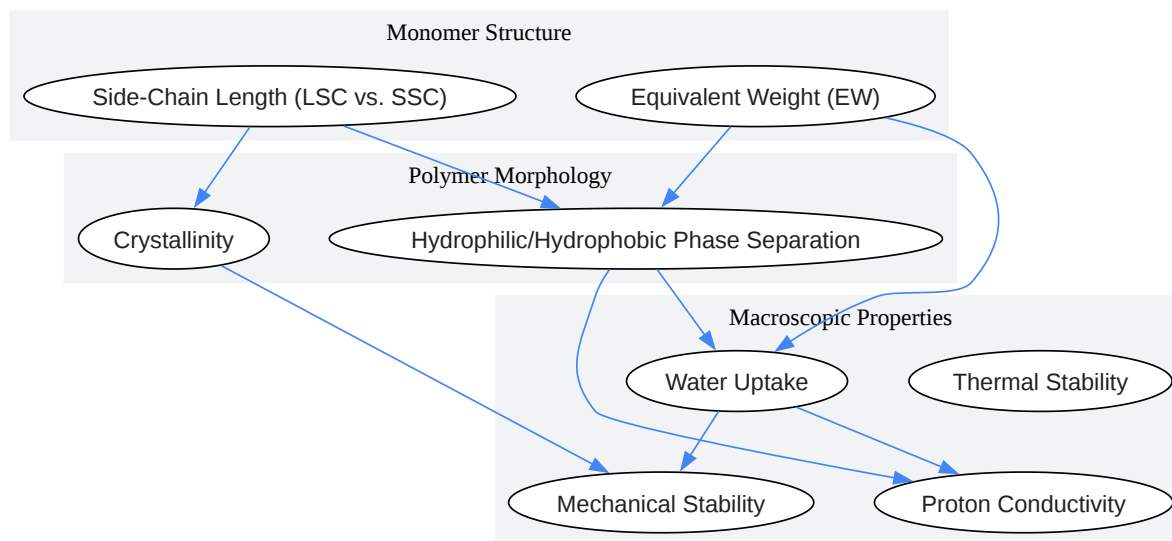 Monomer Structure
Side-Chain Length (LSC vs. SSC)
Equivalent Weight (EW)
Polymer Morphology
Crystallinity
Hydrophilic/Hydrophobic Phase Separation
Macroscopic Properties
Water Uptake
Thermal Stability
Mechanical Stability
Proton Conductivity